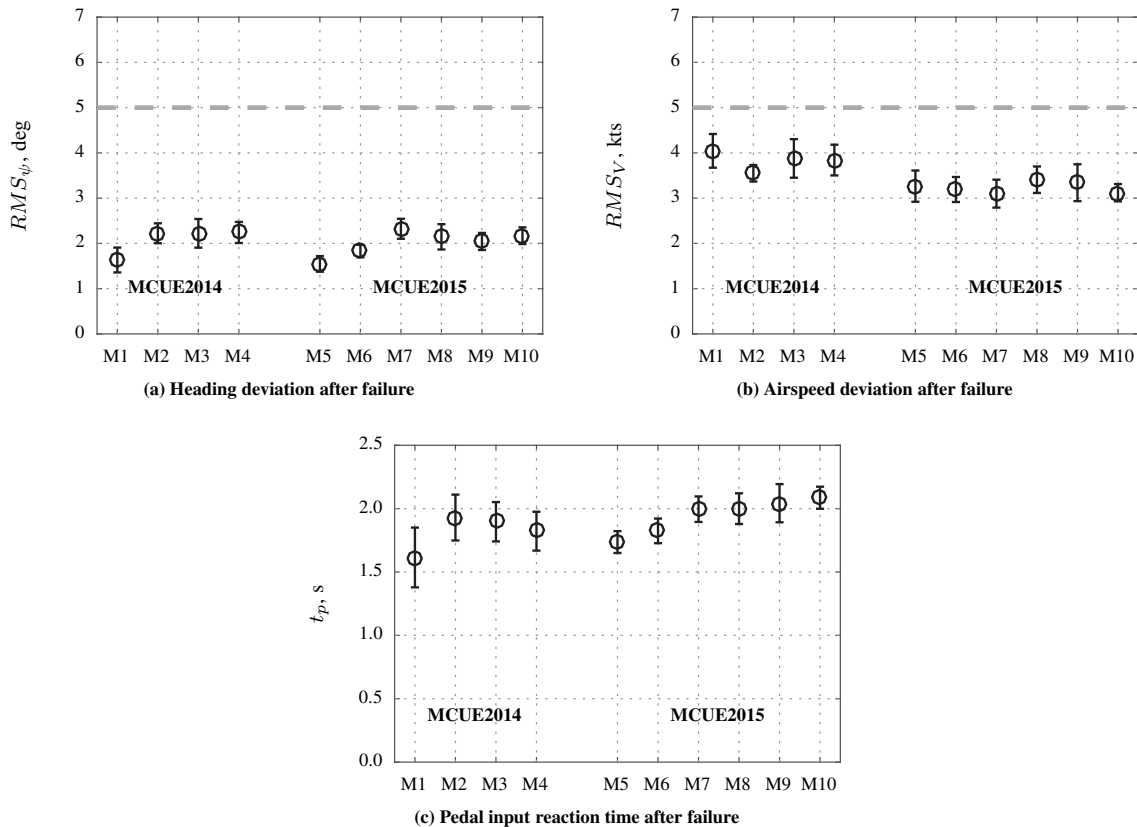 7
6
5
4
3
2
1
0
RMSψ, deg
MCUE2014
MCUE2015
M1 M2 M3 M4 M5 M6 M7 M8 M9 M10
(a) Heading deviation after failure
7
6
5
4
3
2
1
0
RMSV, kts
MCUE2014
MCUE2015
M1 M2 M3 M4 M5 M6 M7 M8 M9 M10
(b) Airspeed deviation after failure
2.5
2.0
1.5
1.0
0.5
0.0
tp, s
MCUE2014
MCUE2015
M1 M2 M3 M4 M5 M6 M7 M8 M9 M10
(c) Pedal input reaction time after failure